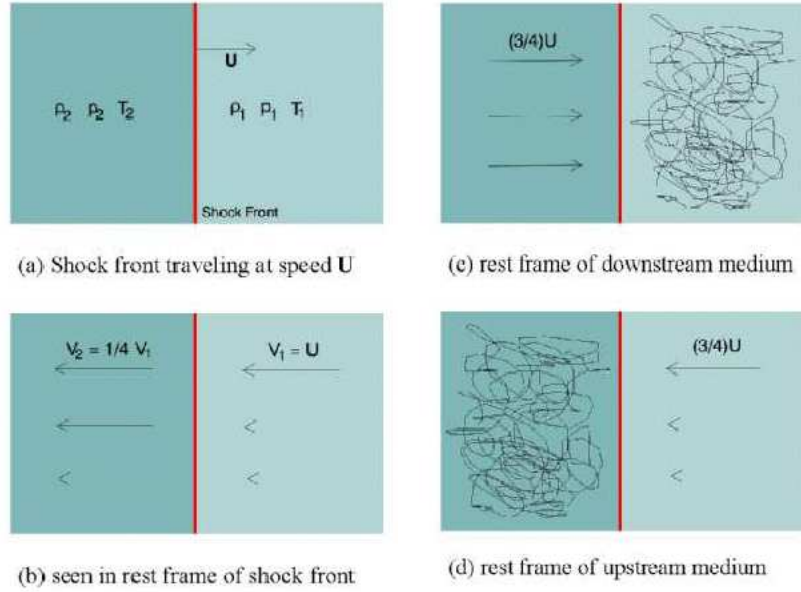 U
ρ₂ p₂ T₂
ρ₁ p₁ T₁
Shock Front
(a) Shock front traveling at speed U
(3/4)U
(c) rest frame of downstream medium
V₂ = 1/4 V₁
V₁ = U
(b) seen in rest frame of shock front
(3/4)U
(d) rest frame of upstream medium